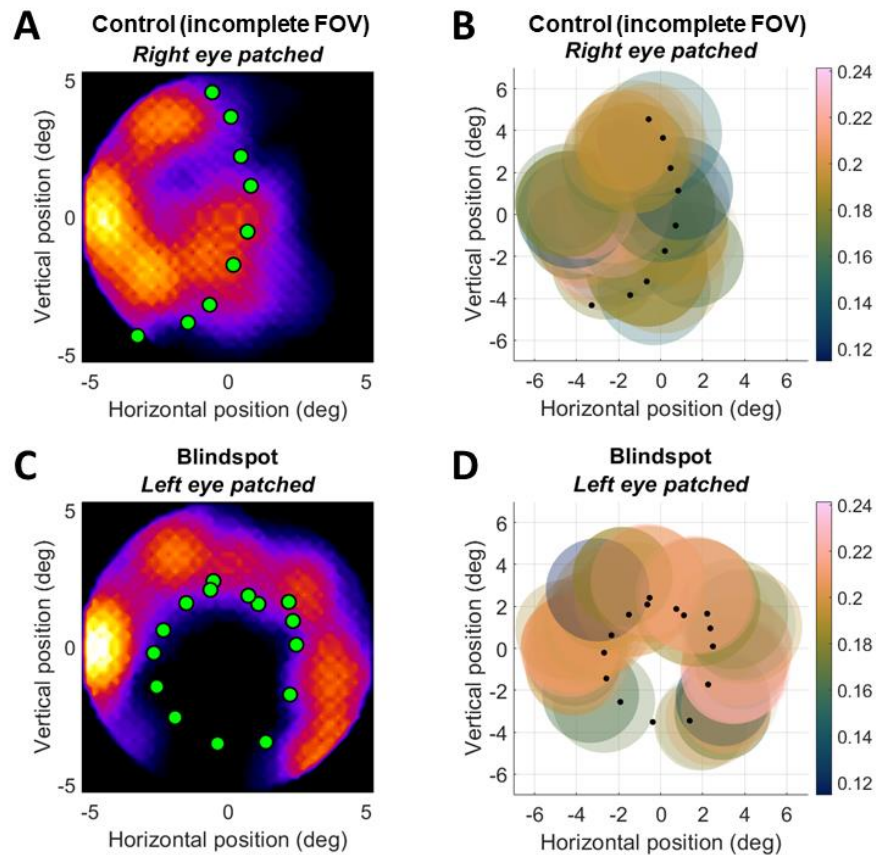 A
Control (incomplete FOV)
Right eye patched
5
0
-5
Vertical position (deg)
-5
0
5
Horizontal position (deg)
B
Control (incomplete FOV)
Right eye patched
6
4
2
0
-2
-4
-6
Vertical position (deg)
-6
-4
-2
0
2
4
6
Horizontal position (deg)
0.24
0.22
0.2
0.18
0.16
0.14
0.12
C
Blindspot
Left eye patched
5
0
-5
Vertical position (deg)
-5
0
5
Horizontal position (deg)
D
Blindspot
Left eye patched
6
4
2
0
-2
-4
-6
Vertical position (deg)
-6
-4
-2
0
2
4
6
Horizontal position (deg)
0.24
0.22
0.2
0.18
0.16
0.14
0.12